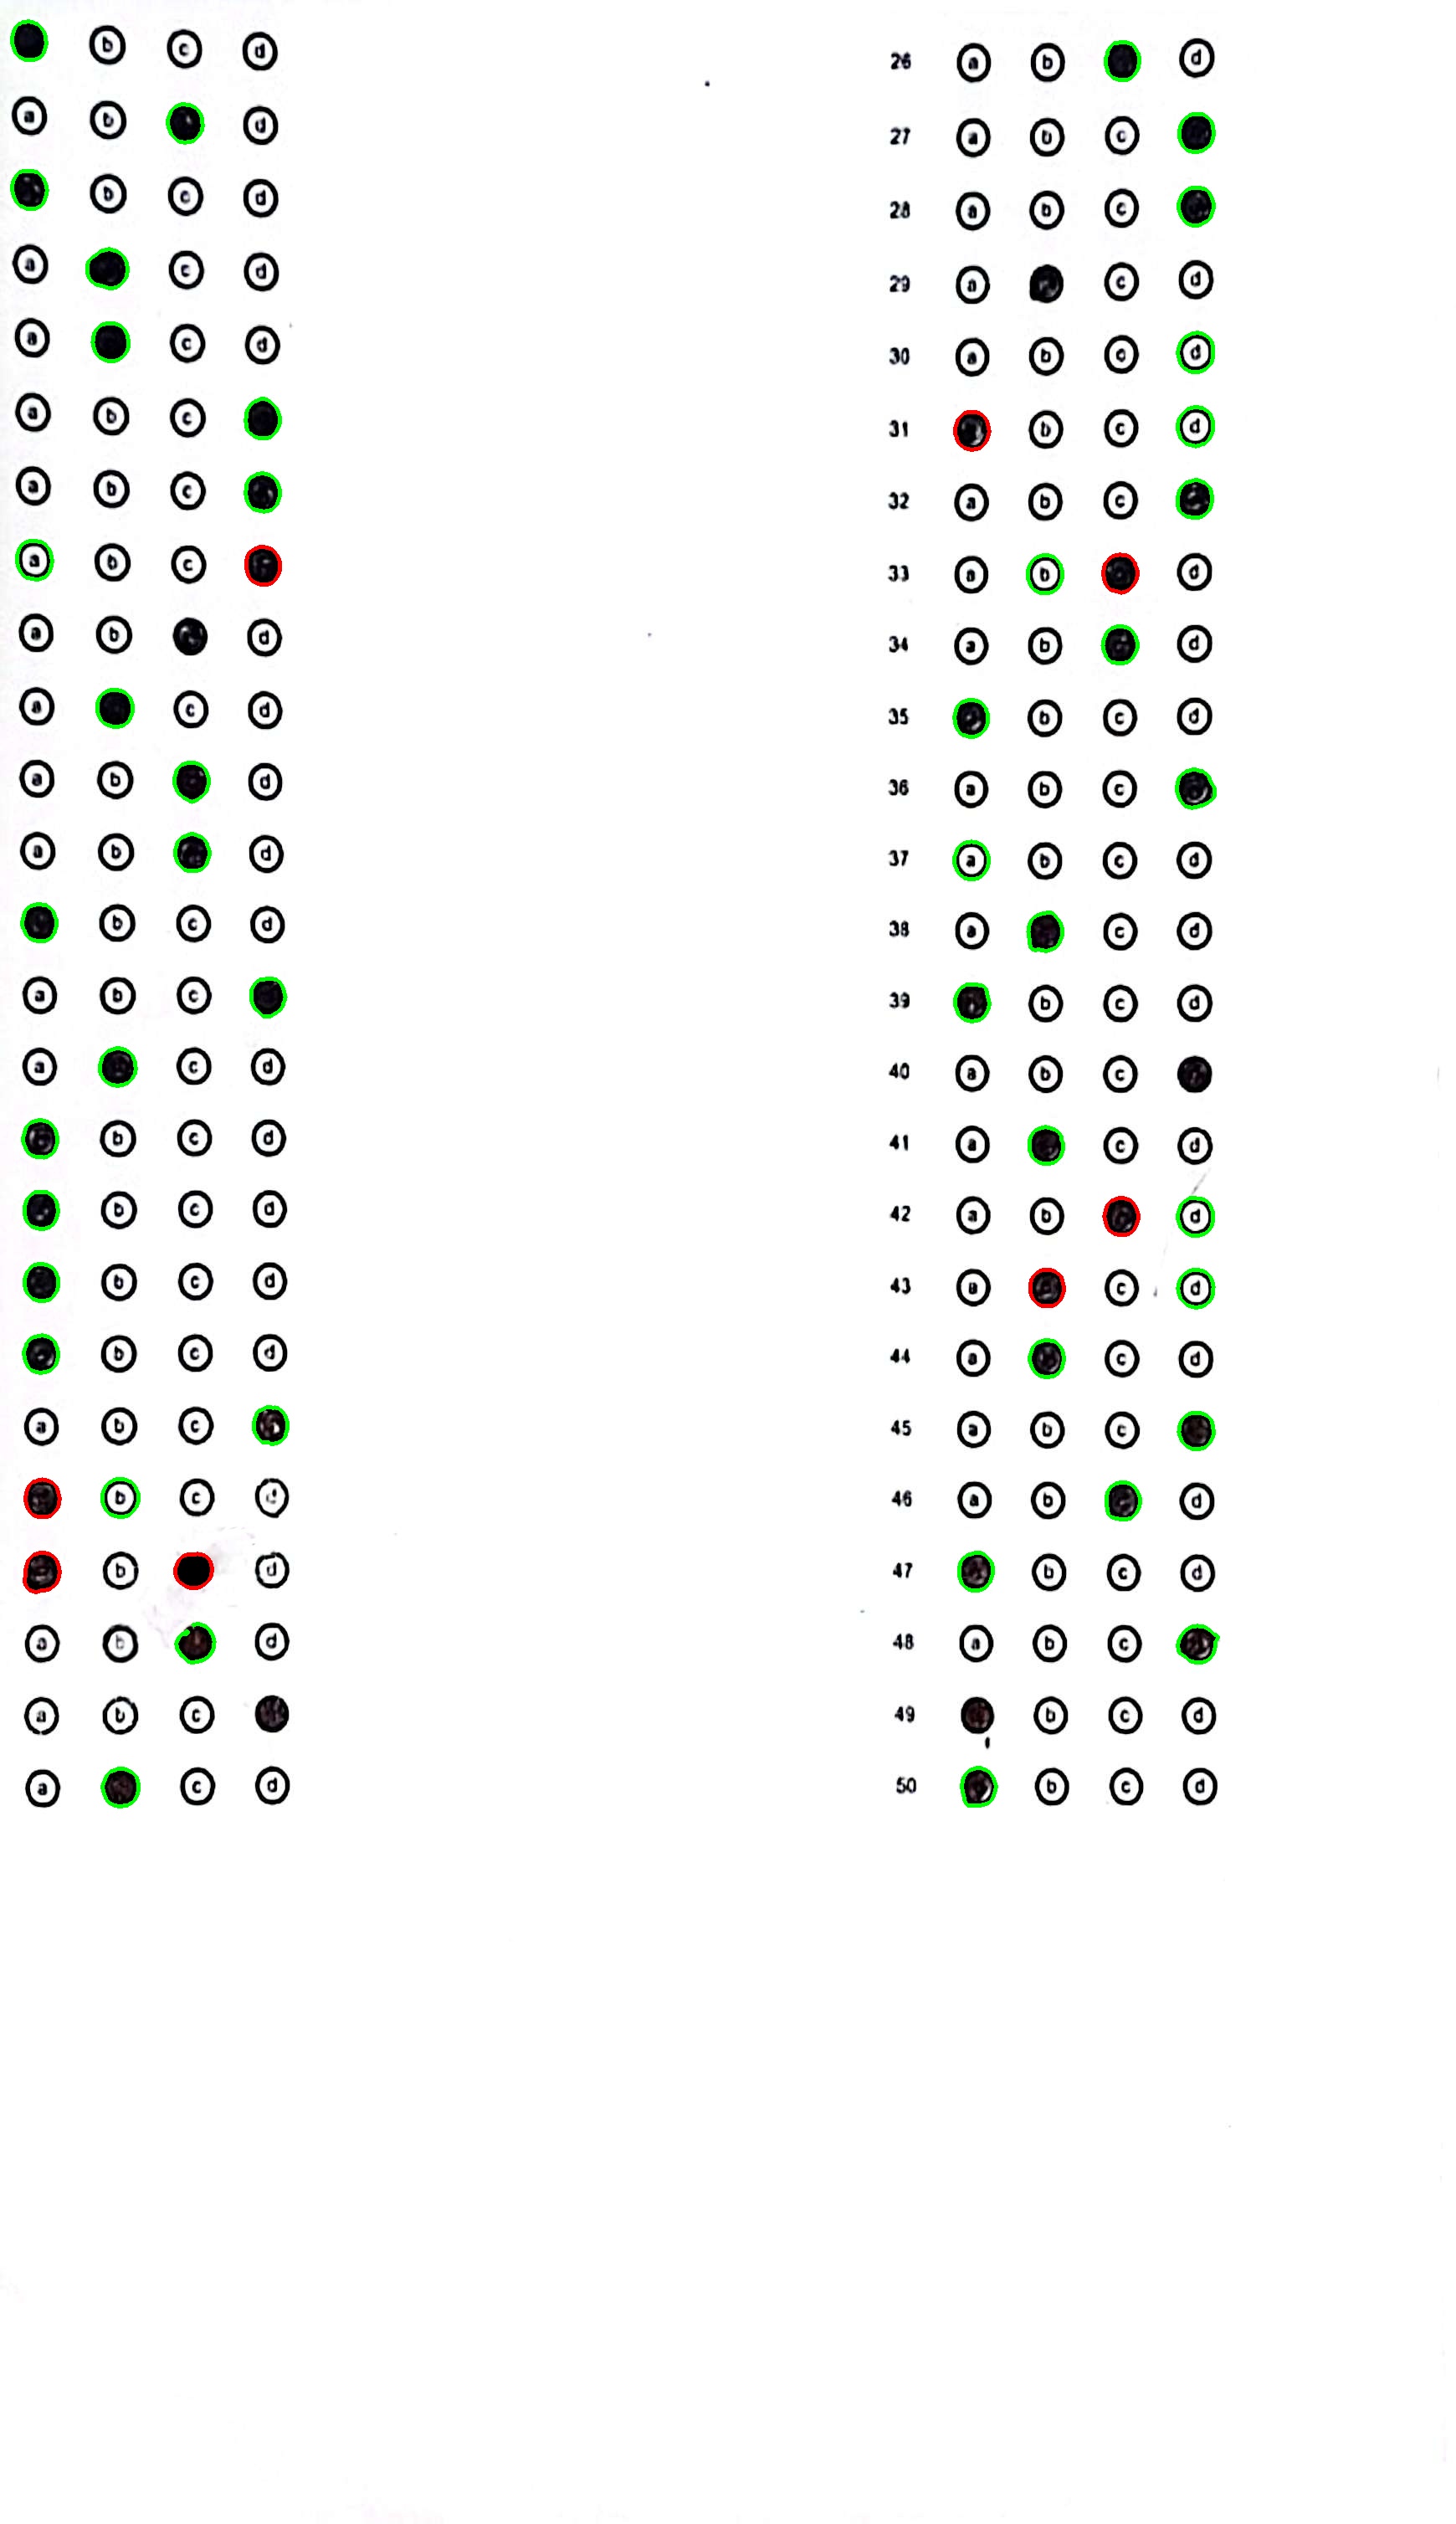 b c d
a b d
b c d
a c d
a c d
a b c
a b c
a b c
a b d
a c d
a b d
a b d
b c d
a b c
a c d
b c d
b c d
b c d
b c d
a b c
b c d
b d
a b d
a b c
a c d
26 a b d
27 a b c
28 a b c
29 a c d
30 a b c d
31 b c d
32 a b c
33 a b d
34 a b d
35 b c d
36 a b c
37 a b c d
38 a c d
39 b c d
40 a b c
41 a c d
42 a b d
43 a c d
44 a c d
45 a b c
46 a b d
47 b c d
48 a b c
49 b c d
50 b c d